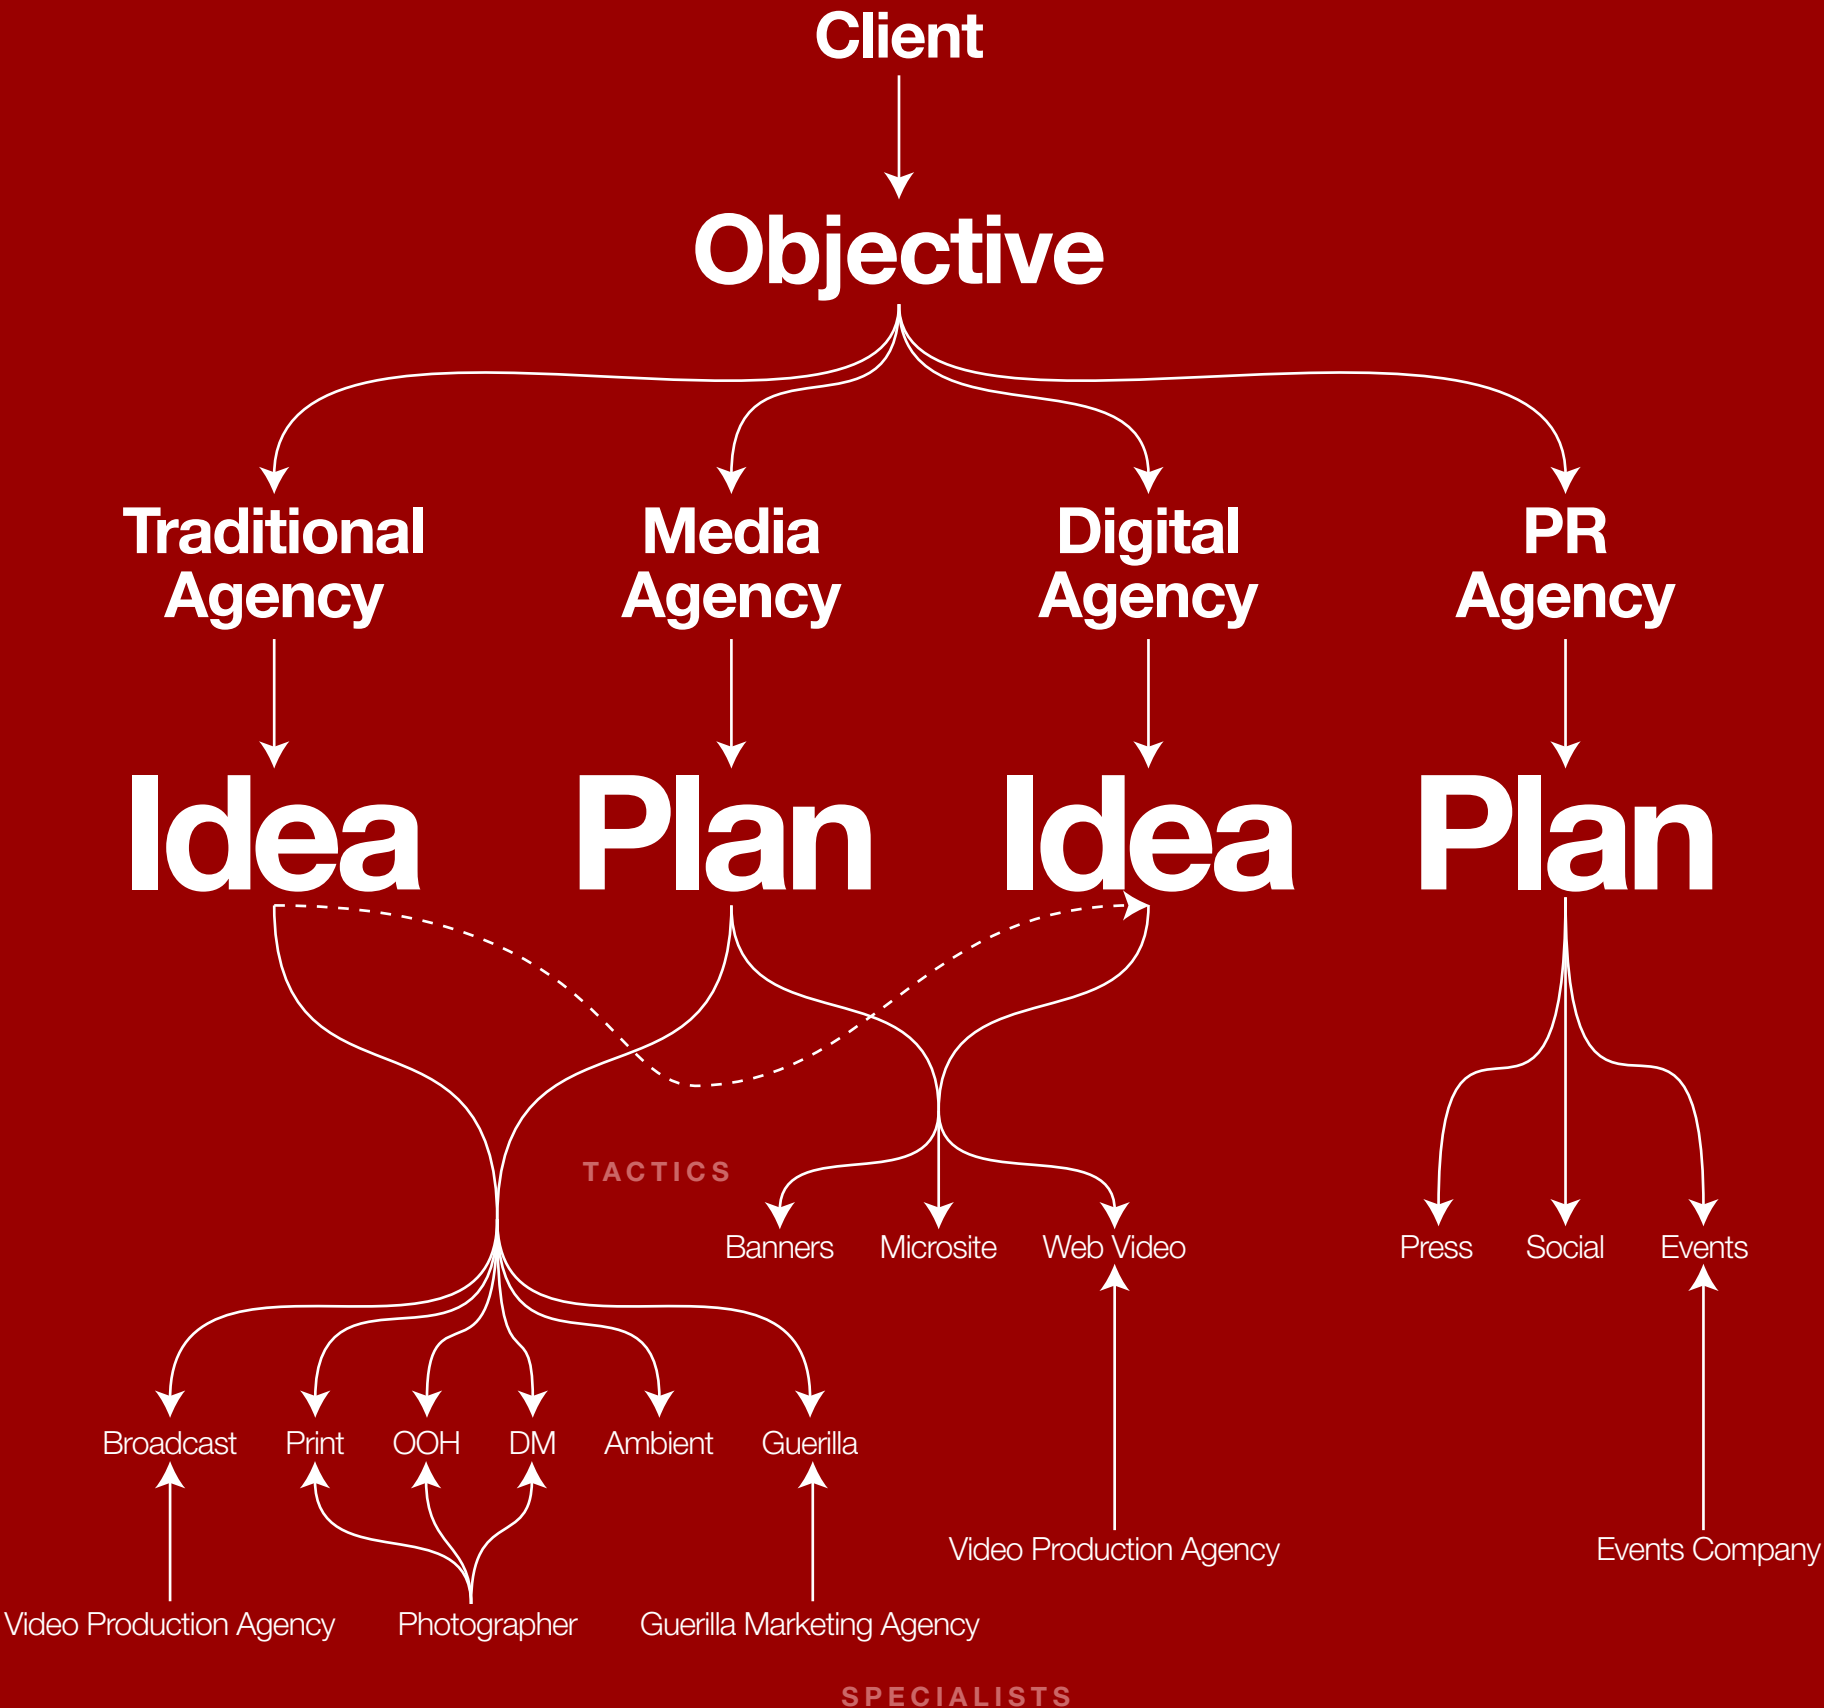 Client
Objective
Traditional
Agency
Media
Agency
Digital
Agency
PR
Agency
Idea
Plan
Idea
Plan
TACTICS
Banners
Microsite
Web Video
Press
Social
Events
Broadcast
Print
OOH
DM
Ambient
Guerilla
Video Production Agency
Events Company
Video Production Agency
Photographer
Guerilla Marketing Agency
SPECIALISTS